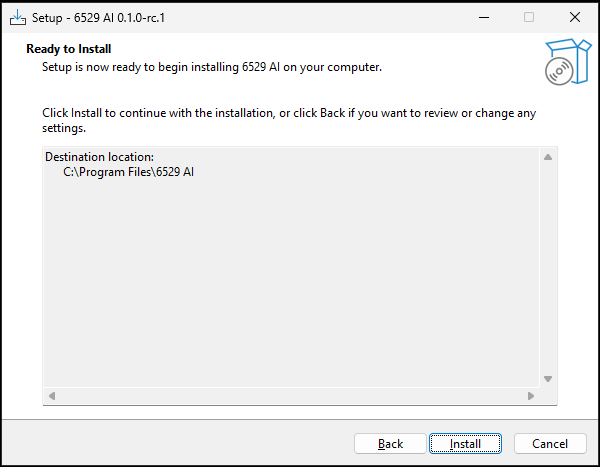 Setup - 6529 AI 0.1.0-rc.1
Ready to Install
Setup is now ready to begin installing 6529 AI on your computer.
Click Install to continue with the installation, or click Back if you want to review or change any
settings.
Destination location:
C:\Program Files\6529 AI
Back
Install
Cancel